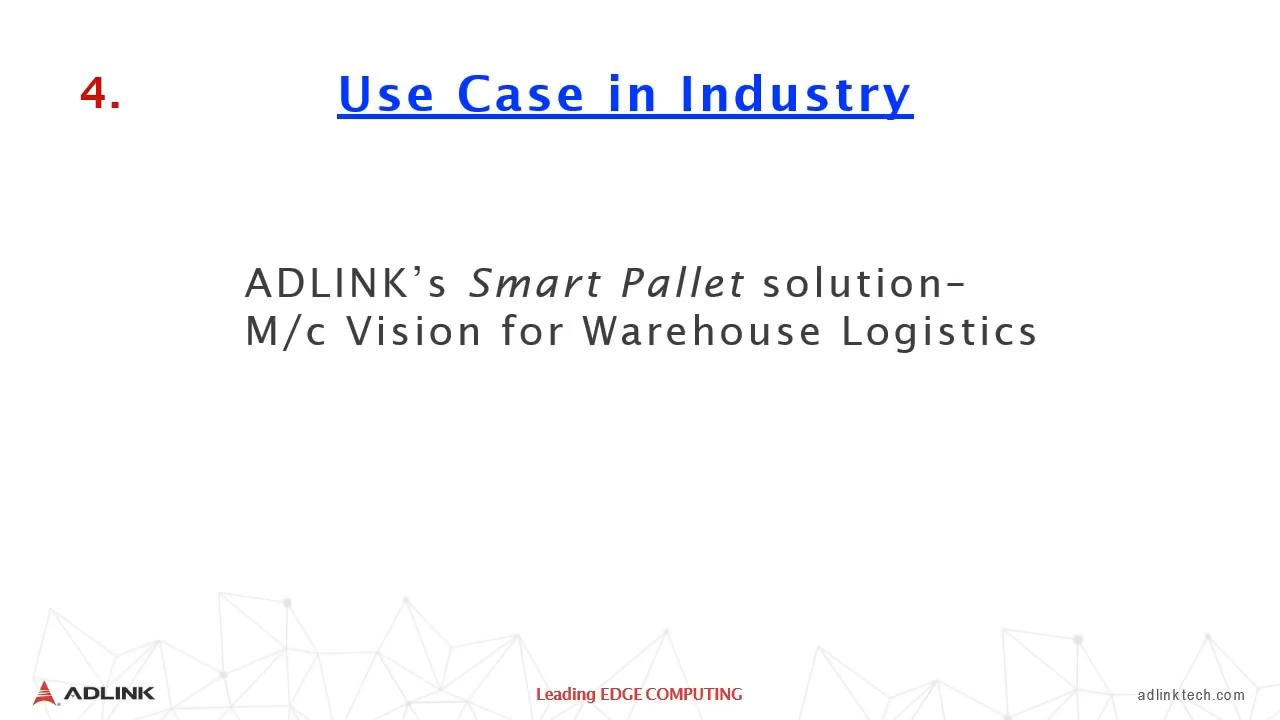 4.
Use Case in Industry
ADLINK’s Smart Pallet solution–
M/c Vision for Warehouse Logistics
ADLINK
Leading EDGE COMPUTING
adlinktech.com